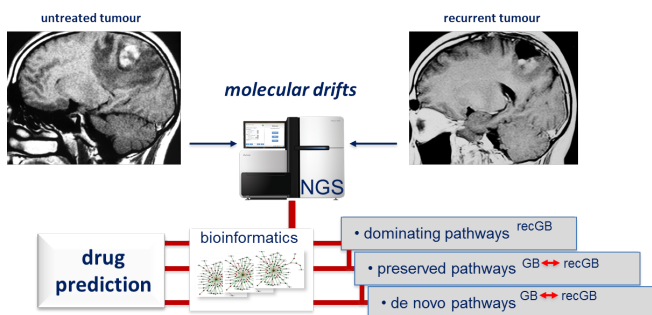 untreated tumour
recurrent tumour
molecular drifts
NGS
bioinformatics
drug
prediction
• dominating pathways recGB
• preserved pathways GB ↔ recGB
• de novo pathways GB ↔ recGB